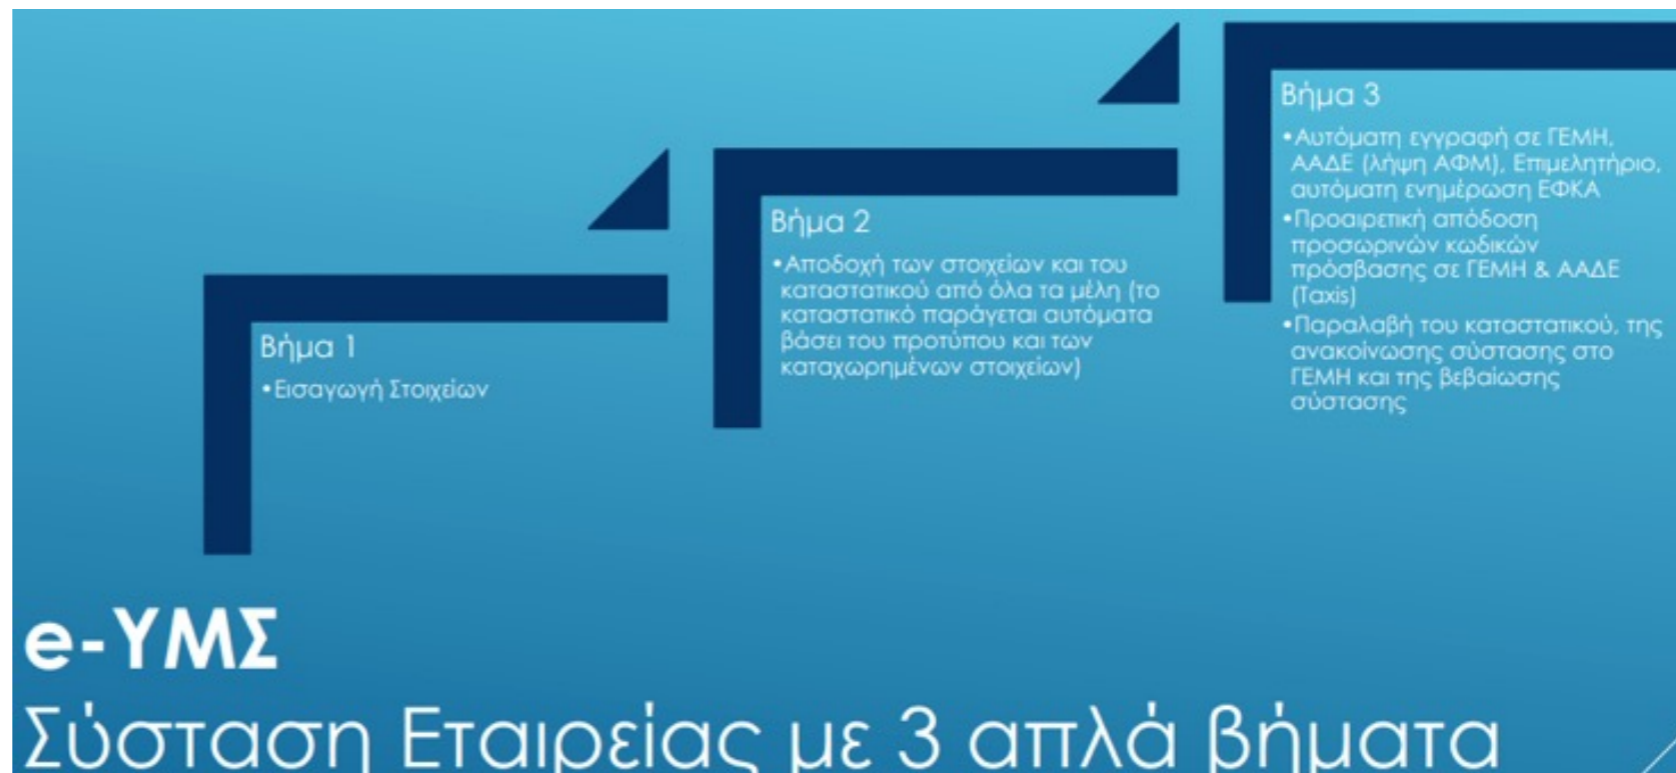 Βήμα 1
•Εισαγωγή Στοιχείων
Βήμα 2
•Αποδοχή των στοιχείων και του
καταστατικού από όλα τα μέλη (το
καταστατικό παράγεται αυτόματα
βάσει του προτύπου και των
καταχωρημένων στοιχείων)
Βήμα 3
•Αυτόματη εγγραφή σε ΓΕΜΗ,
ΑΑΔΕ (λήψη ΑΦΜ), Επιμελητήριο,
αυτόματη ενημέρωση ΕΦΚΑ
•Προαιρετική απόδοση
προσωρινών κωδικών
πρόσβασης σε ΓΕΜΗ & ΑΑΔΕ
(Taxis)
•Παραλαβή του καταστατικού, της
ανακοίνωσης σύστασης στο
ΓΕΜΗ και της βεβαίωσης
σύστασης
e-ΥΜΣ
Σύσταση Εταιρείας με 3 απλά βήματα